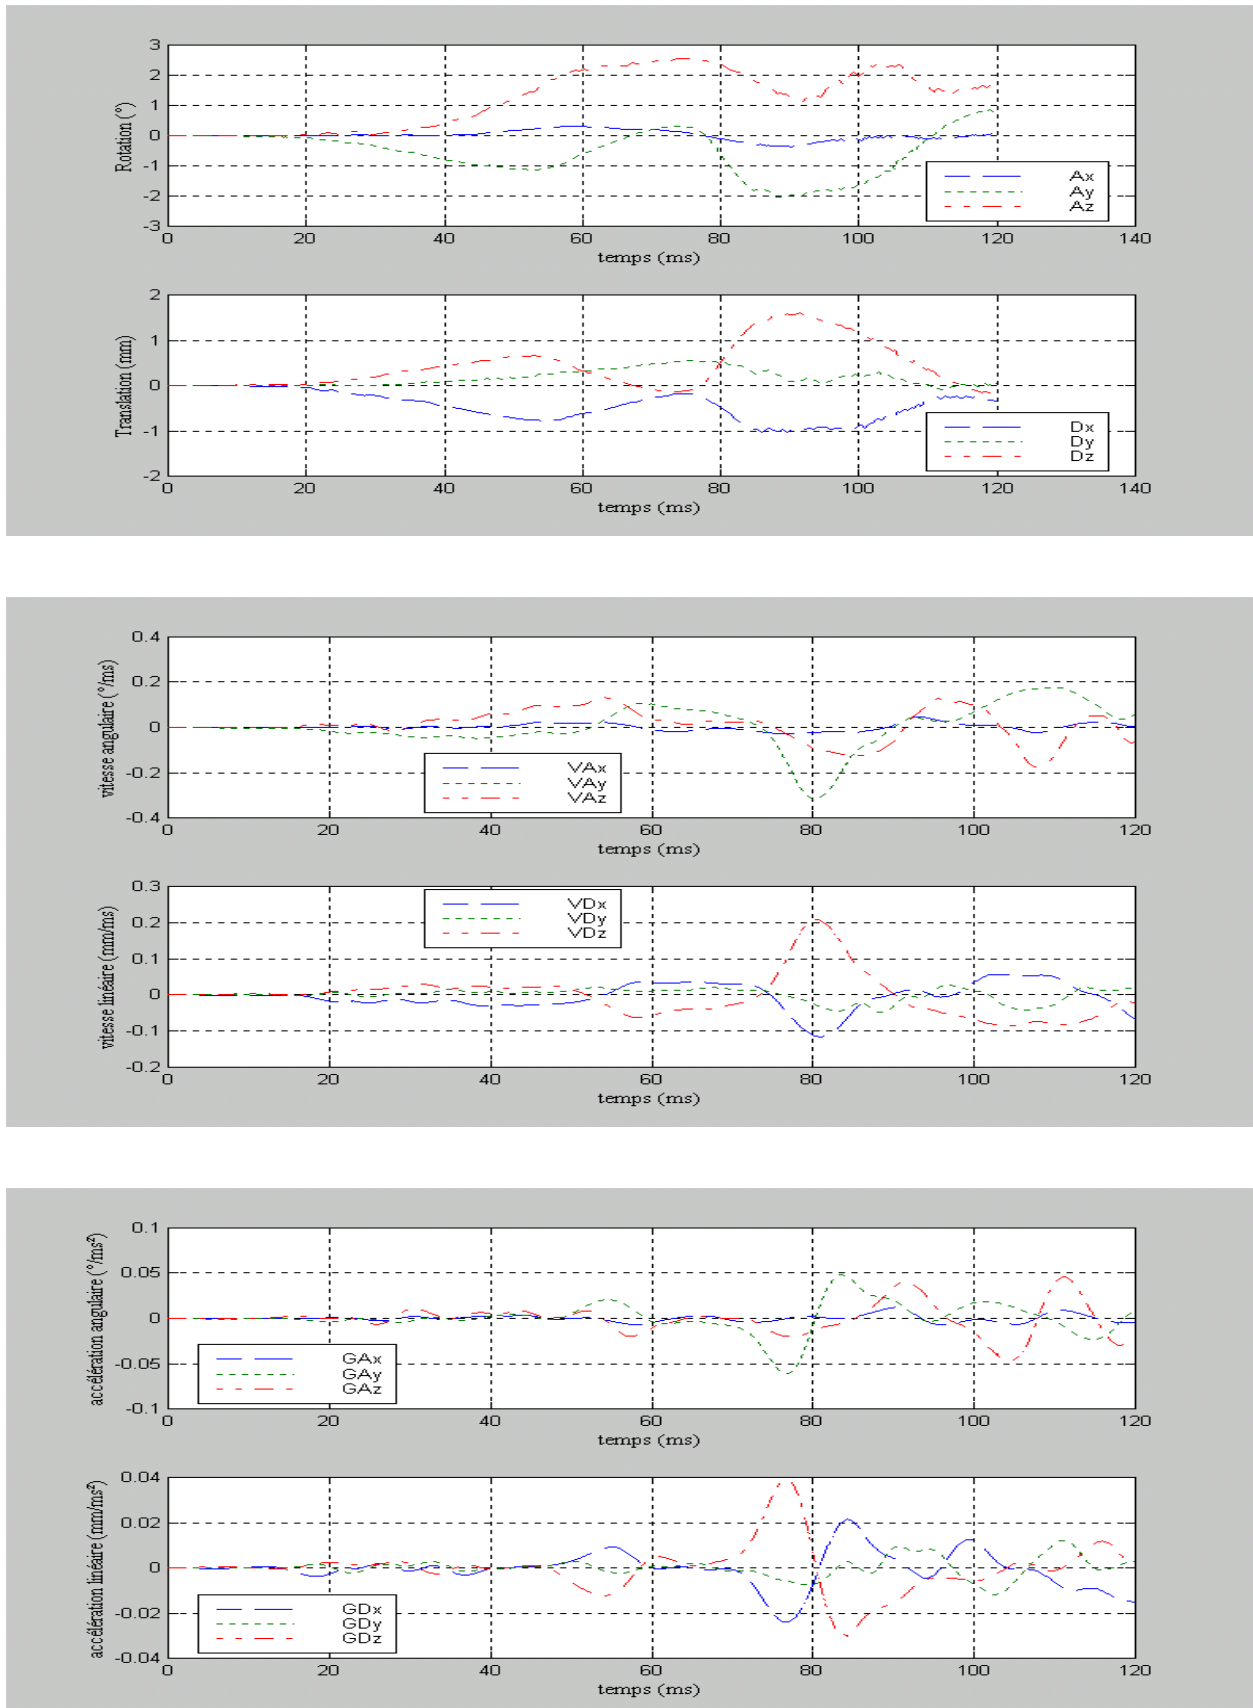 Rotation (°)
3
2
1
0
-1
-2
-3
Ax
Ay
Az
0 20 40 60 80 100 120 140
temps (ms)
Translation (mm)
2
1
0
-1
-2
Dx
Dy
Dz
0 20 40 60 80 100 120 140
temps (ms)
vitesse angulaire (°/ms)
0.4
0.2
0
-0.2
-0.4
VAx
VAy
VAz
0 20 40 60 80 100 120
temps (ms)
vitesse linéaire (mm/ms)
0.3
0.2
0.1
0
-0.1
-0.2
VDx
VDy
VDz
0 20 40 60 80 100 120
temps (ms)
accélération angulaire (°/ms²)
0.1
0.05
0
-0.05
-0.1
GAx
GAy
GAz
0 20 40 60 80 100 120
temps (ms)
accélération linéaire (mm/ms²)
0.04
0.02
0
-0.02
-0.04
GDx
GDy
GDz
0 20 40 60 80 100 120
temps (ms)